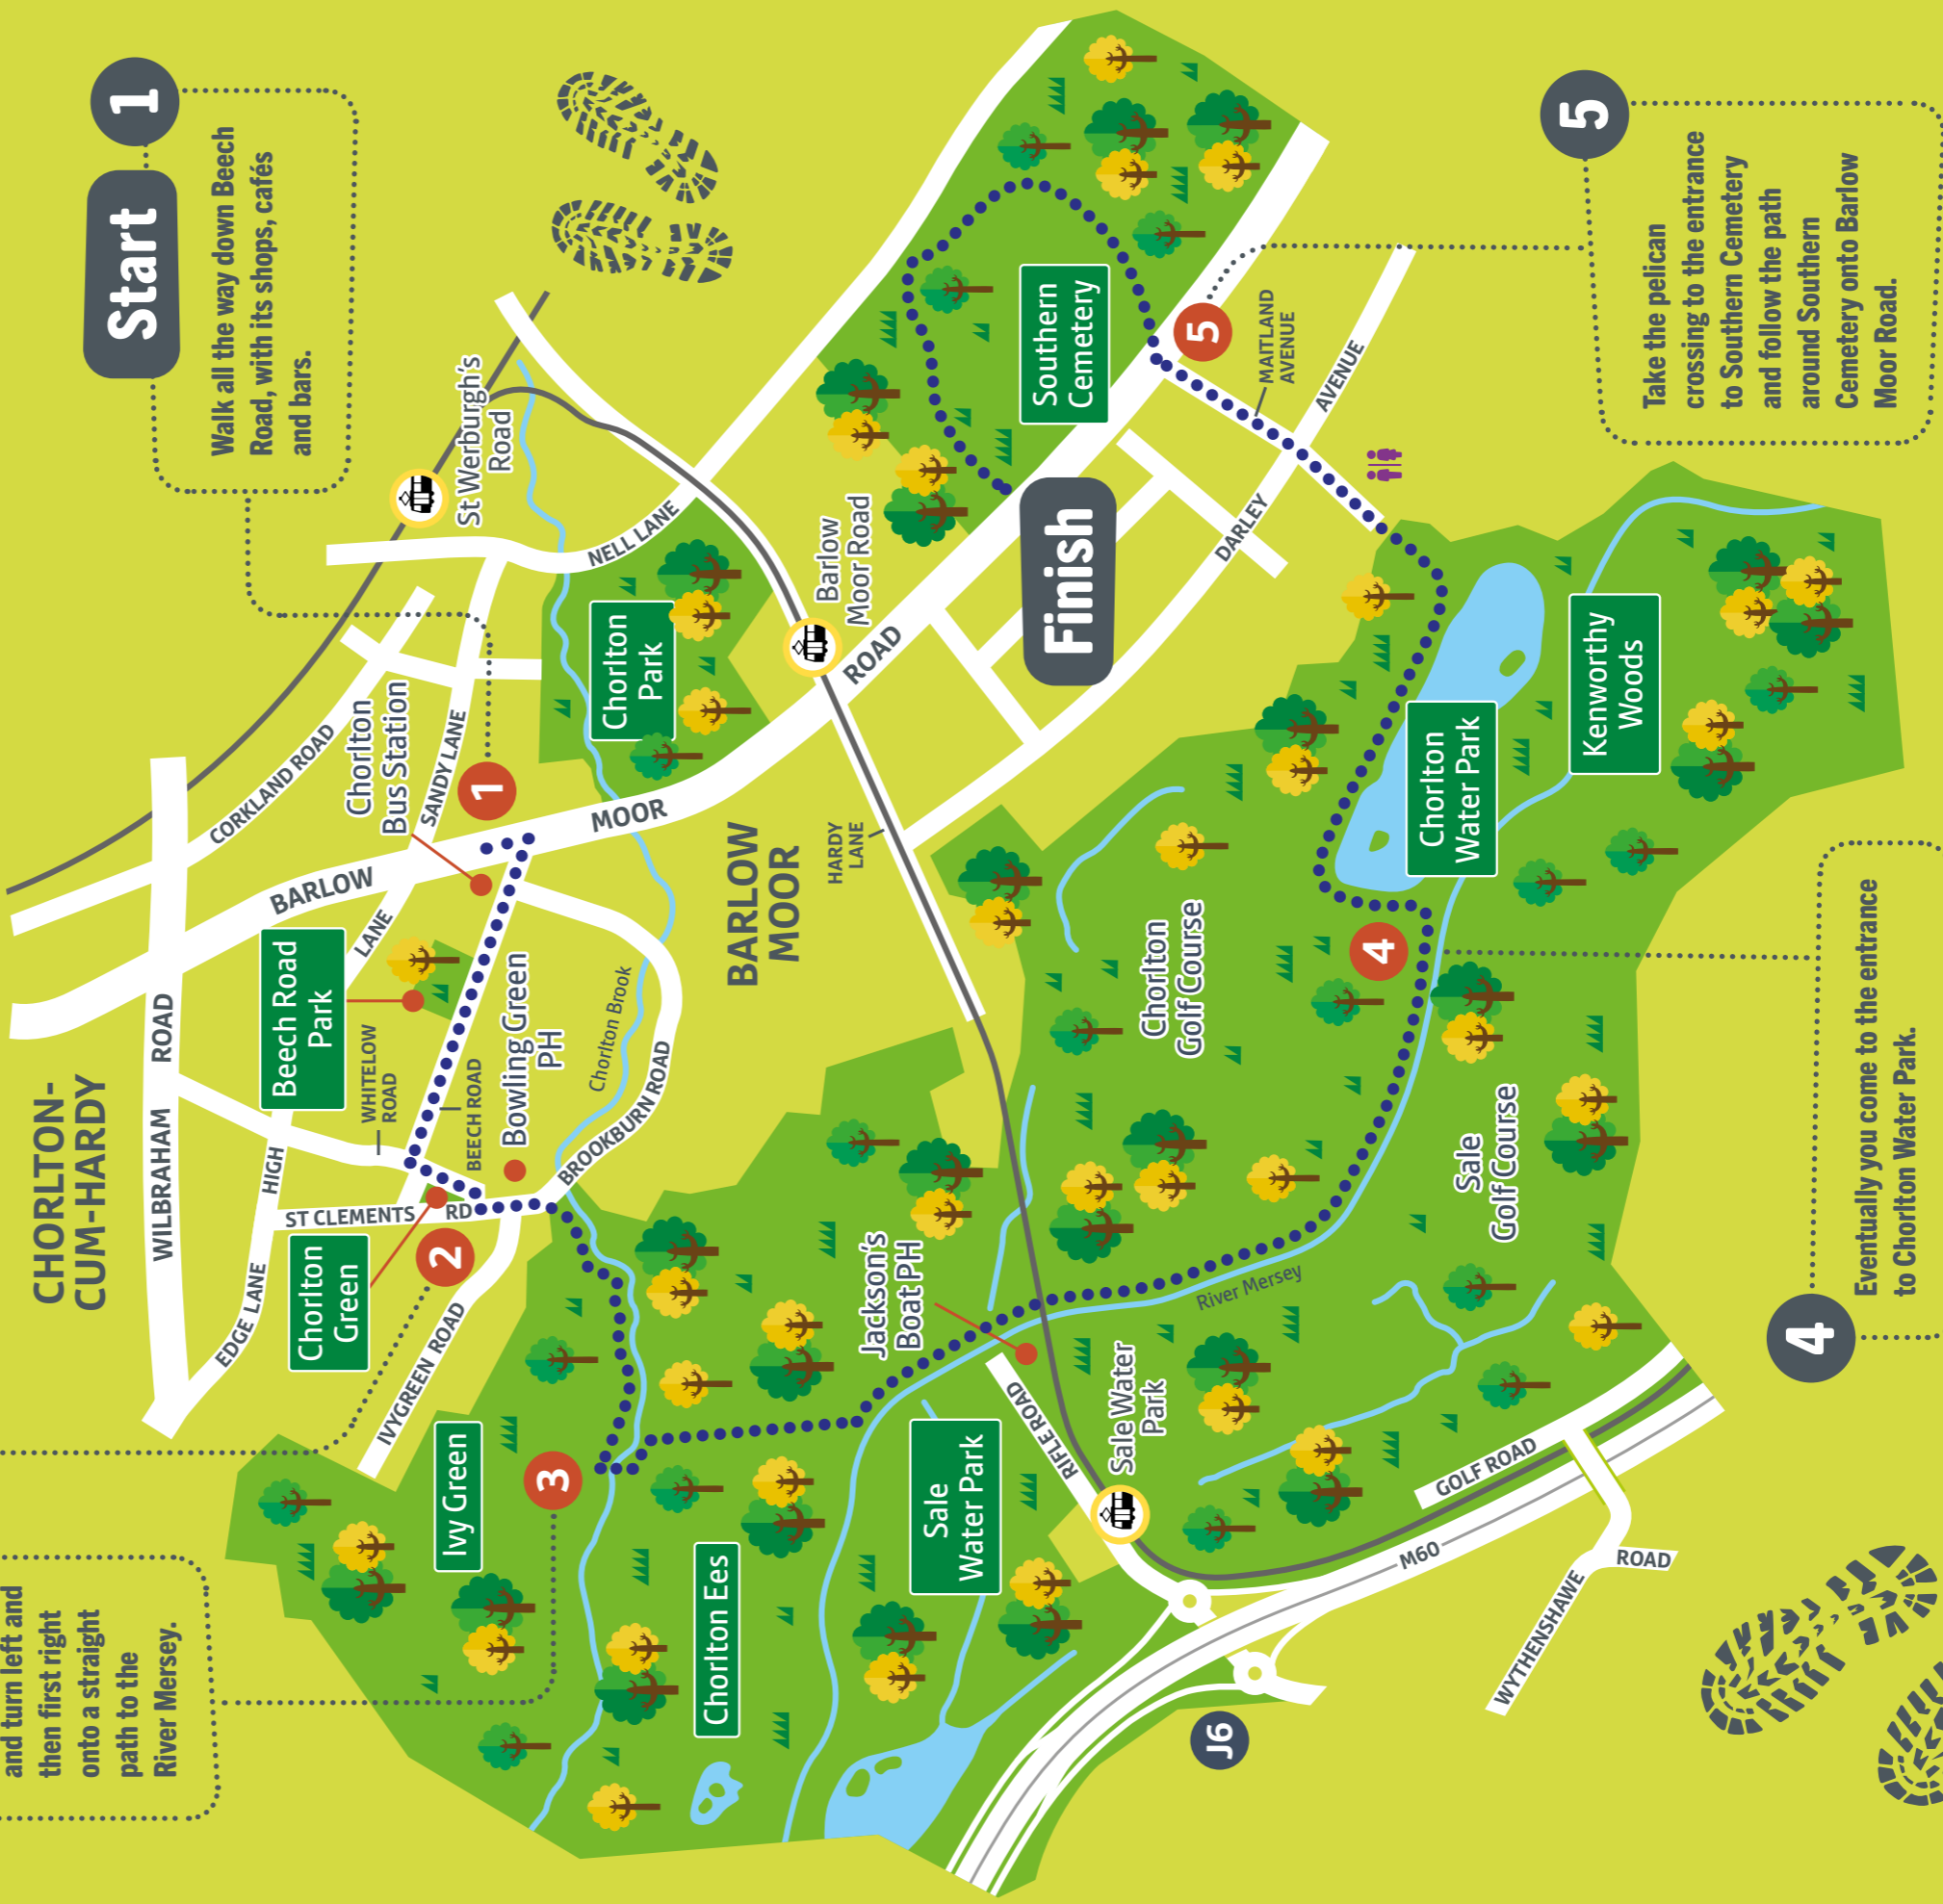 Start
1
Walk all the way down Beech
Road, with its shops, cafés
and bars.
and turn left and
then first right
onto a straight
path to the
River Mersey.
CHORLTON-
CUM-HARDY
WILBRAHAM ROAD
EDGE LANE
HIGH LANE
BARLOW MOOR ROAD
CORKLAND ROAD
SANDY LANE
NELL LANE
St Werburgh's
Road
Chorlton
Bus Station
1
Beech Road
Park
WHITELOW
ROAD
BEECH ROAD
Bowling Green
PH
Chorlton Brook
BROOKBURN ROAD
ST CLEMENTS RD
Chorlton
Green
2
IVYGREEN ROAD
Ivy Green
3
Chorlton Ees
Chorlton
Park
Barlow
Moor Road
BARLOW
MOOR
HARDY
LANE
Jackson's
Boat PH
Sale
Water Park
RIFLE ROAD
Sale Water
Park
River Mersey
Chorlton
Golf Course
Sale
Golf Course
4
Chorlton
Water Park
Kenworthy
Woods
Southern
Cemetery
Finish
5
MAITLAND
AVENUE
DARLEY AVENUE
GOLF ROAD
M60
J6
WYTHENSHAWE ROAD
4
Eventually you come to the entrance
to Chorlton Water Park.
5
Take the pelican
crossing to the entrance
to Southern Cemetery
and follow the path
around Southern
Cemetery onto Barlow
Moor Road.